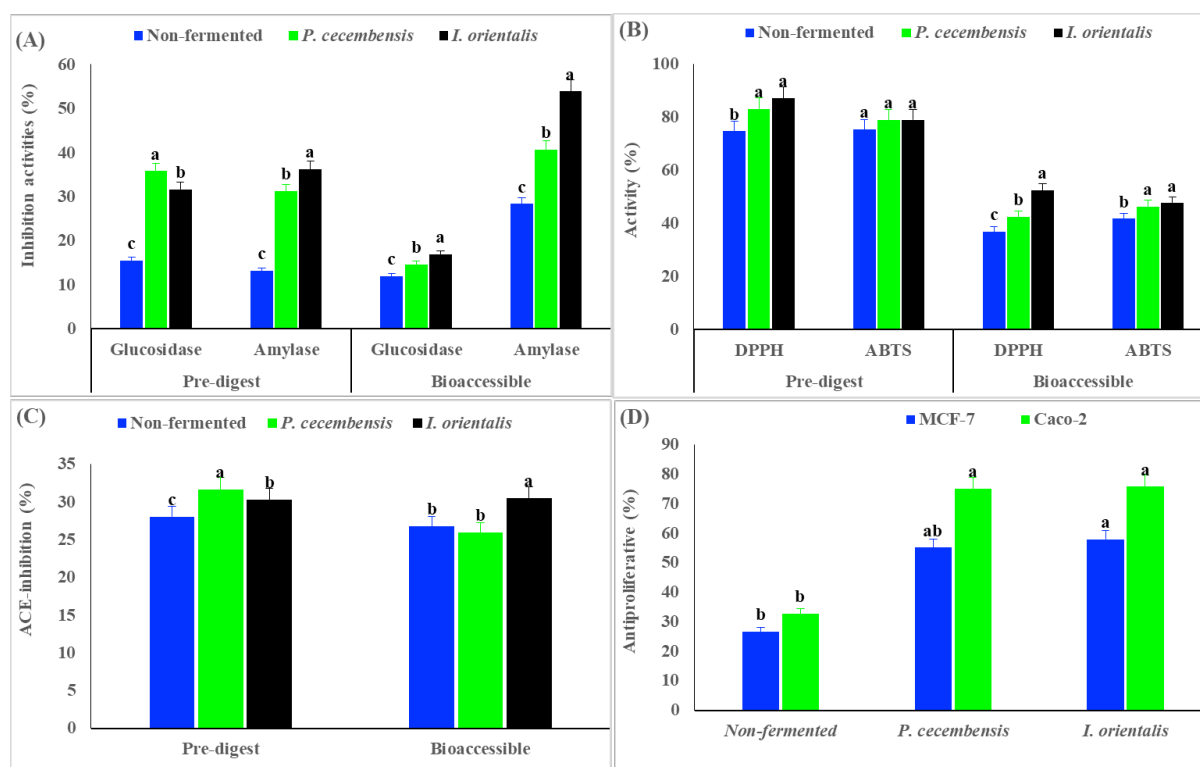 (A)
Non-fermented P. cecembensis I. orientalis
Inhibition activities (%)
60
50
40
30
20
10
0
c a b c b a c b a c b a
Glucosidase Amylase Glucosidase Amylase
Pre-digest Bioaccessible
(B)
Non-fermented P. cecembensis I. orientalis
Activity (%)
100
80
60
40
20
0
b a a a a a c b a b a a
DPPH ABTS DPPH ABTS
Pre-digest Bioaccessible
(C)
Non-fermented P. cecembensis I. orientalis
ACE-inhibition (%)
35
30
25
20
15
10
5
0
c a b b b a
Pre-digest Bioaccessible
(D)
MCF-7 Caco-2
Antiproliferative (%)
90
80
70
60
50
40
30
20
10
0
b b ab a a a
Non-fermented P. cecembensis I. orientalis